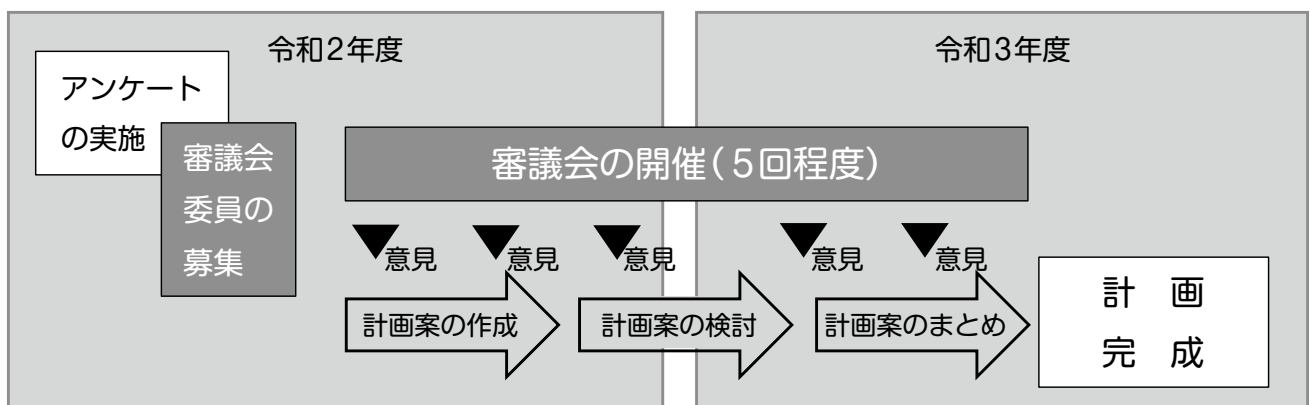 令和2年度
令和3年度
アンケート
の実施
審議会
委員の
募集
審議会の開催(5回程度)
意見
意見
意見
意見
意見
計画案の作成
計画案の検討
計画案のまとめ
計 画
完 成